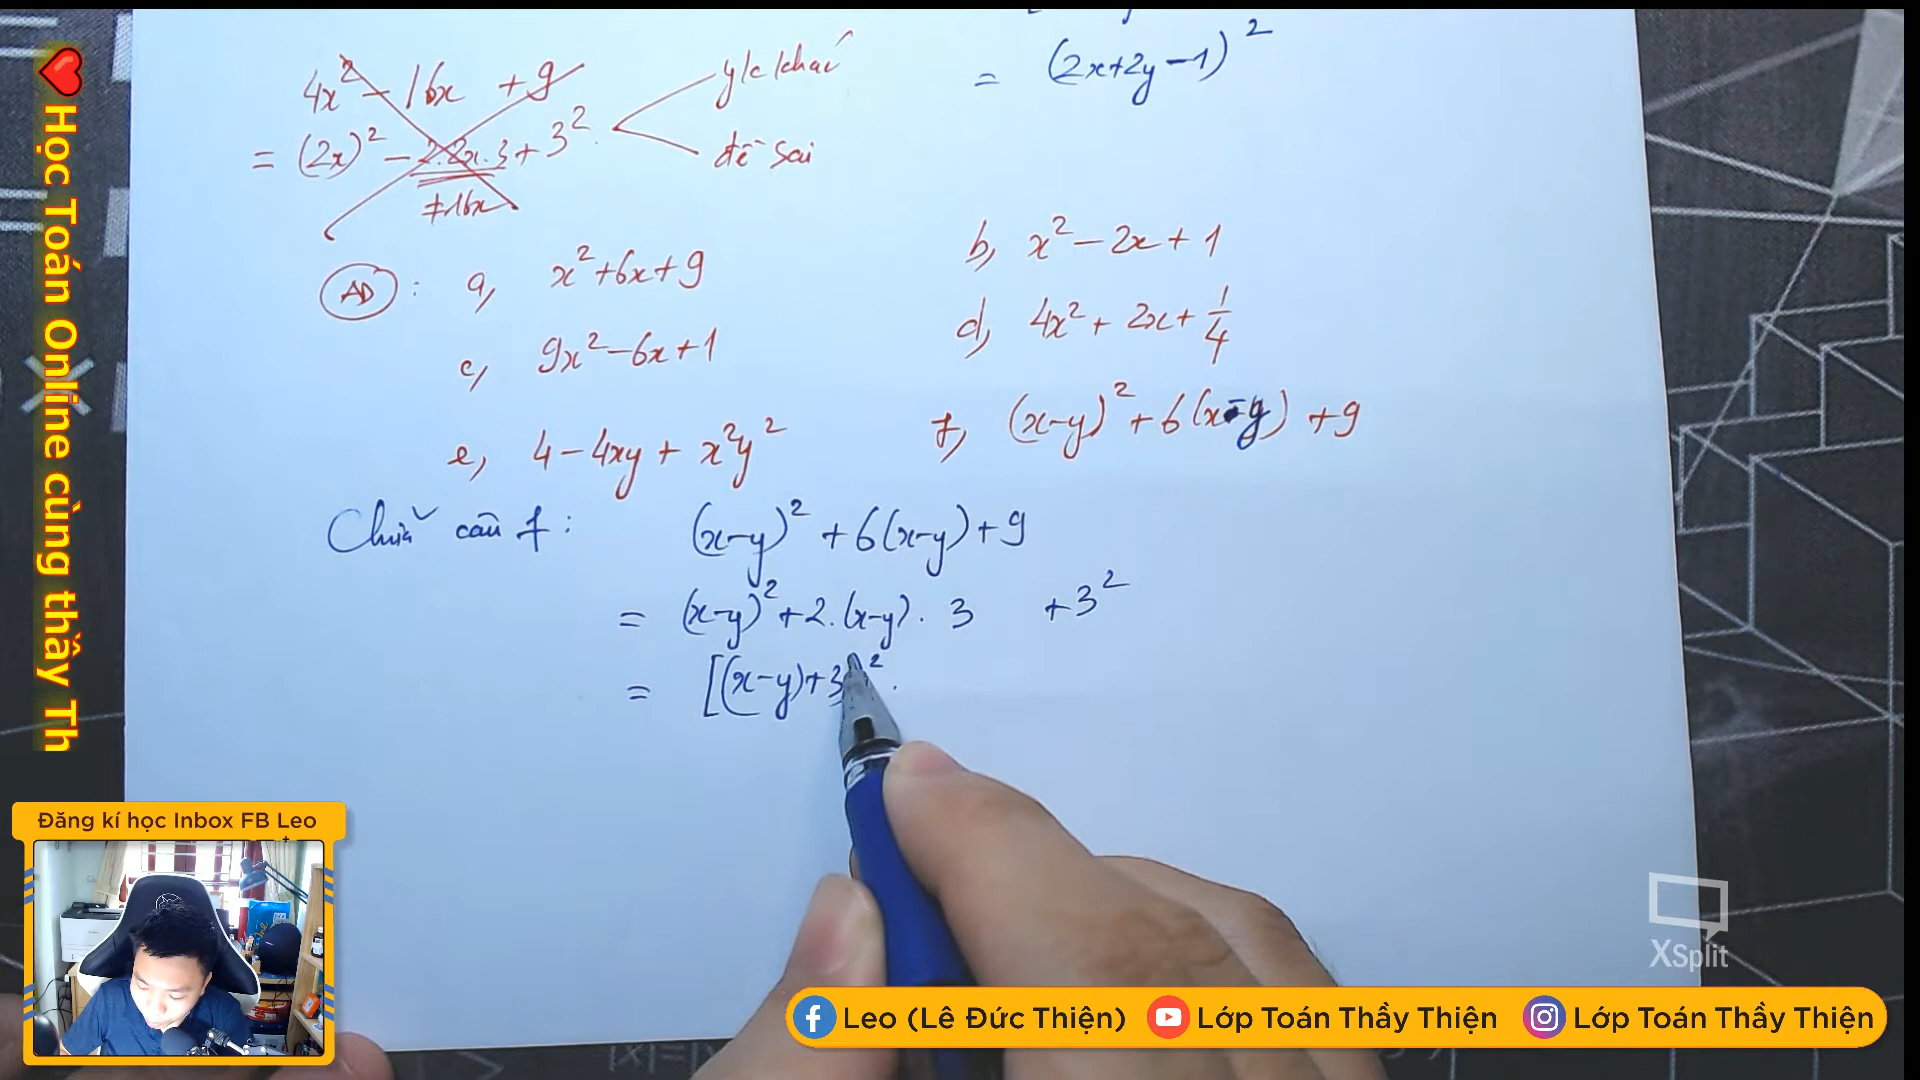 ❤️ Học Toán Online cùng thầy Th
4x² - 16x + 9
= (2x)² - 2.2x.3 + 3²
≠ 16x
y/c khác
đề sai
= (2x+2y-1)²
AD : a, x² + 6x + 9
b, x² - 2x + 1
c, 9x² - 6x + 1
d, 4x² + 2x + 1/4
e, 4 - 4xy + x²y²
f, (x-y)² + 6(x-y) + 9
Chữa câu f : (x-y)² + 6(x-y) + 9
= (x-y)² + 2.(x-y). 3 + 3²
= [(x-y)+3]².
Đăng kí học Inbox FB Leo
XSplit
Leo (Lê Đức Thiện)
Lớp Toán Thầy Thiện
Lớp Toán Thầy Thiện